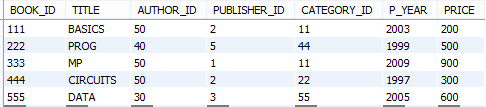 BOOK_ID TITLE AUTHOR_ID PUBLISHER_ID CATEGORY_ID P_YEAR PRICE
111 BASICS 50 2 11 2003 200
222 PROG 40 5 44 1999 500
333 MP 50 1 11 2009 900
444 CIRCUITS 50 2 22 1997 300
555 DATA 30 3 55 2005 600